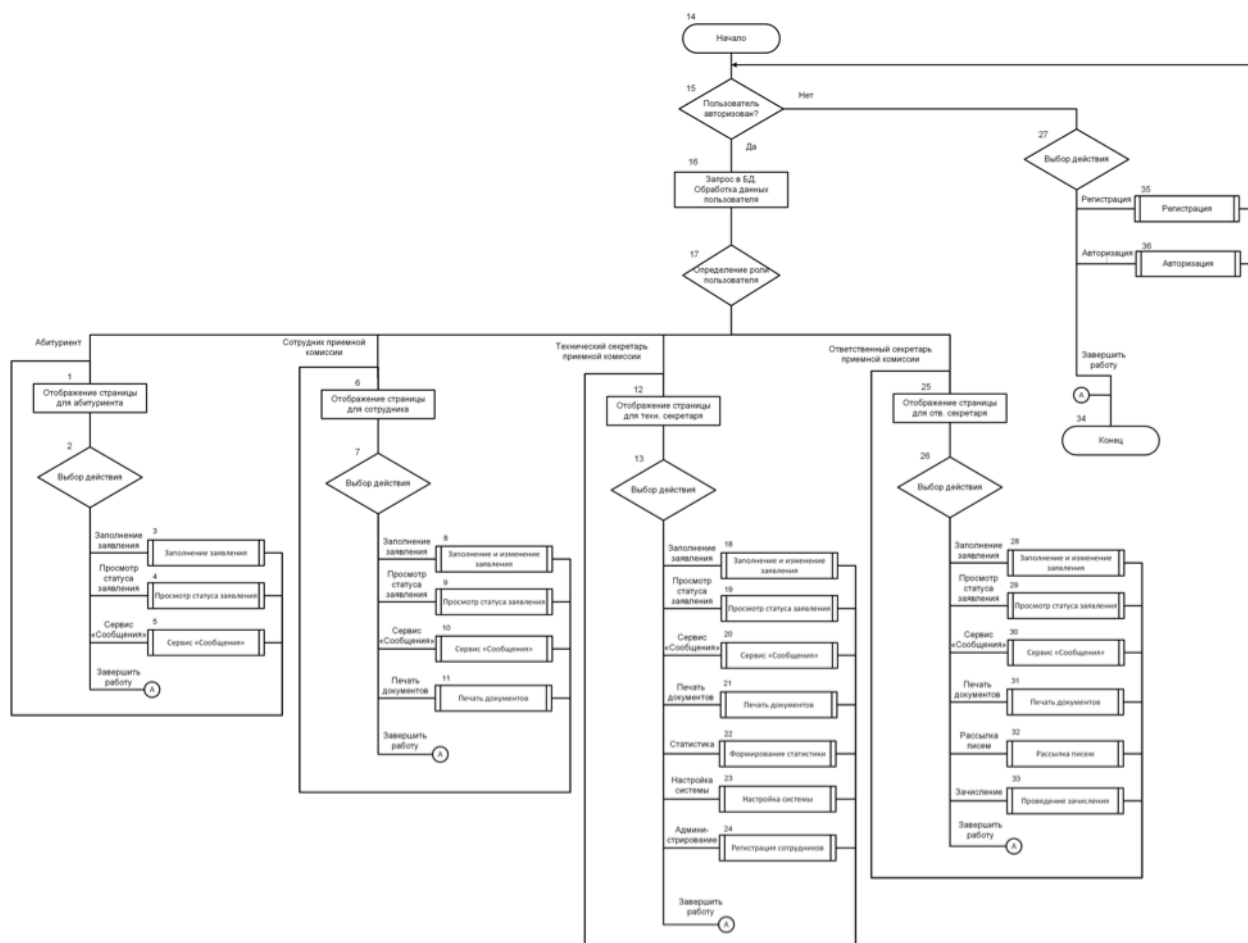 14
Начало
15
Пользователь
авторизован?
Нет
Да
27
Выбор действия
16
Запрос в БД.
Обработка данных
пользователя
35
Регистрация
Регистрация
17
Определение роли
пользователя
36
Авторизация
Авторизация
Завершить
работу
А
34
Конец
Абитуриент
1
Отображение страницы
для абитуриента
2
Выбор действия
Заполнение
заявления
3
Заполнение заявления
Просмотр
статуса
заявления
4
Просмотр статуса заявления
Сервис
«Сообщения»
5
Сервис «Сообщения»
Завершить
работу
А
Сотрудник приемной
комиссии
6
Отображение страницы
для сотрудника
7
Выбор действия
Заполнение
заявления
8
Заполнение и изменение
заявления
Просмотр
статуса
заявления
9
Просмотр статуса заявления
Сервис
«Сообщения»
10
Сервис «Сообщения»
Печать
документов
11
Печать документов
Завершить
работу
А
Технический секретарь
приемной комиссии
12
Отображение страницы
для техн. секретаря
13
Выбор действия
Заполнение
заявления
18
Заполнение и изменение
заявления
Просмотр
статуса
заявления
19
Просмотр статуса заявления
Сервис
«Сообщения»
20
Сервис «Сообщения»
Печать
документов
21
Печать документов
Статистика
22
Формирование статистики
Настройка
системы
23
Настройка системы
Админи-
стрирование
24
Регистрация сотрудников
Завершить
работу
А
Ответственный секретарь
приемной комиссии
25
Отображение страницы
для отв. секретаря
26
Выбор действия
Заполнение
заявления
28
Заполнение и изменение
заявления
Просмотр
статуса
заявления
29
Просмотр статуса заявления
Сервис
«Сообщения»
30
Сервис «Сообщения»
Печать
документов
31
Печать документов
Рассылка
писем
32
Рассылка писем
Зачисление
33
Проведение зачисления
Завершить
работу
А